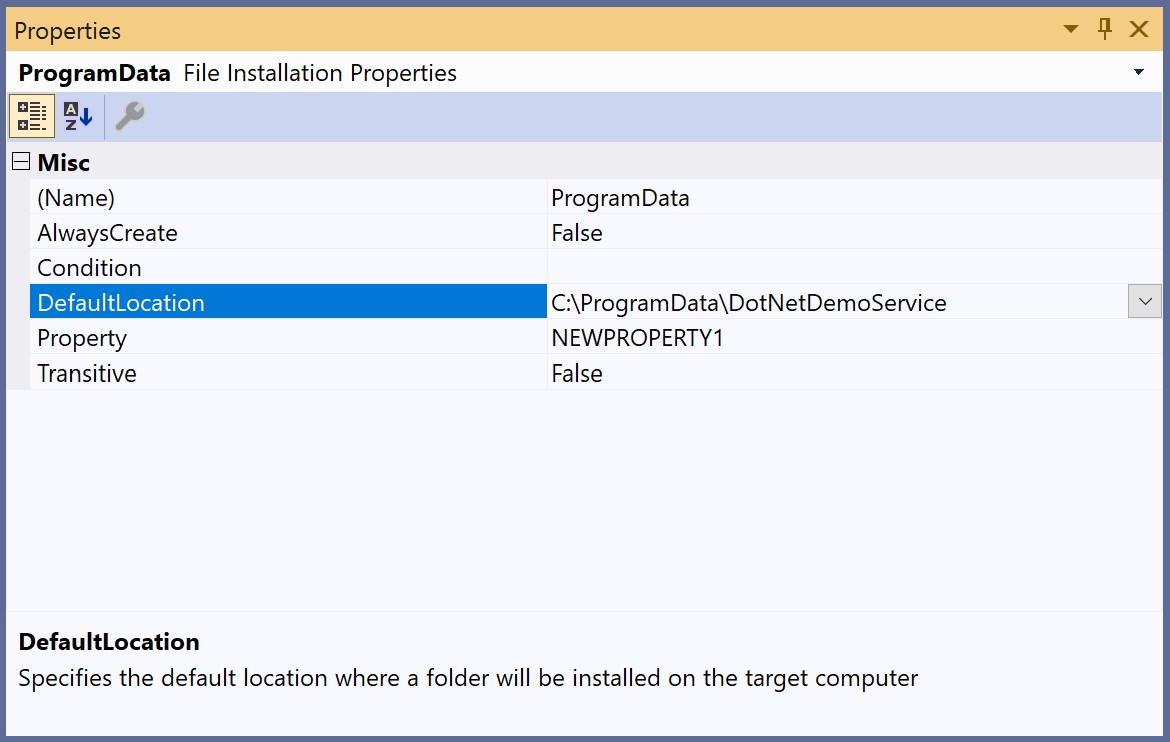 Properties
ProgramData File Installation Properties
A
Z
Misc
(Name) ProgramData
AlwaysCreate False
Condition
DefaultLocation C:\ProgramData\DotNetDemoService
Property NEWPROPERTY1
Transitive False
DefaultLocation
Specifies the default location where a folder will be installed on the target computer